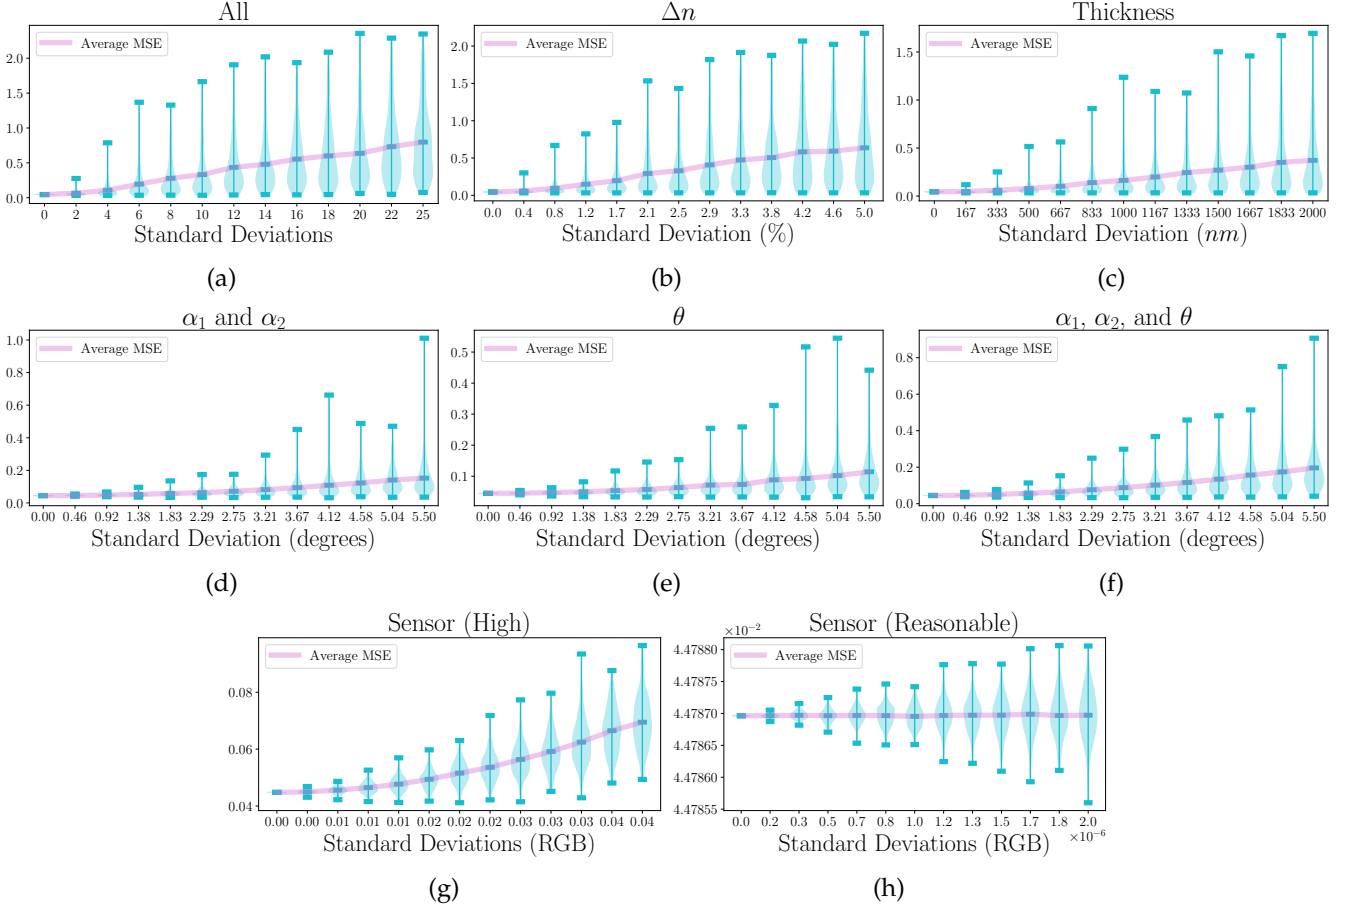 All
Average MSE
2.0
1.5
1.0
0.5
0.0
0 2 4 6 8 10 12 14 16 18 20 22 25
Standard Deviations
(a)
Δn
Average MSE
2.0
1.5
1.0
0.5
0.0
0.0 0.4 0.8 1.2 1.7 2.1 2.5 2.9 3.3 3.8 4.2 4.6 5.0
Standard Deviation (%)
(b)
Thickness
Average MSE
1.5
1.0
0.5
0.0
0 167 333 500 667 833 1000 1167 1333 1500 1667 1833 2000
Standard Deviation (nm)
(c)
α₁ and α₂
Average MSE
1.0
0.8
0.6
0.4
0.2
0.0
0.00 0.46 0.92 1.38 1.83 2.29 2.75 3.21 3.67 4.12 4.58 5.04 5.50
Standard Deviation (degrees)
(d)
θ
Average MSE
0.5
0.4
0.3
0.2
0.1
0.00 0.46 0.92 1.38 1.83 2.29 2.75 3.21 3.67 4.12 4.58 5.04 5.50
Standard Deviation (degrees)
(e)
α₁, α₂, and θ
Average MSE
0.8
0.6
0.4
0.2
0.0
0.00 0.46 0.92 1.38 1.83 2.29 2.75 3.21 3.67 4.12 4.58 5.04 5.50
Standard Deviation (degrees)
(f)
Sensor (High)
Average MSE
0.08
0.06
0.04
0.00 0.00 0.01 0.01 0.01 0.02 0.02 0.02 0.03 0.03 0.03 0.04 0.04
Standard Deviations (RGB)
(g)
Sensor (Reasonable)
×10⁻²
Average MSE
4.47880
4.47875
4.47870
4.47865
4.47860
4.47855
0.0 0.2 0.3 0.5 0.7 0.8 1.0 1.2 1.3 1.5 1.7 1.8 2.0
×10⁻⁶
Standard Deviations (RGB)
(h)